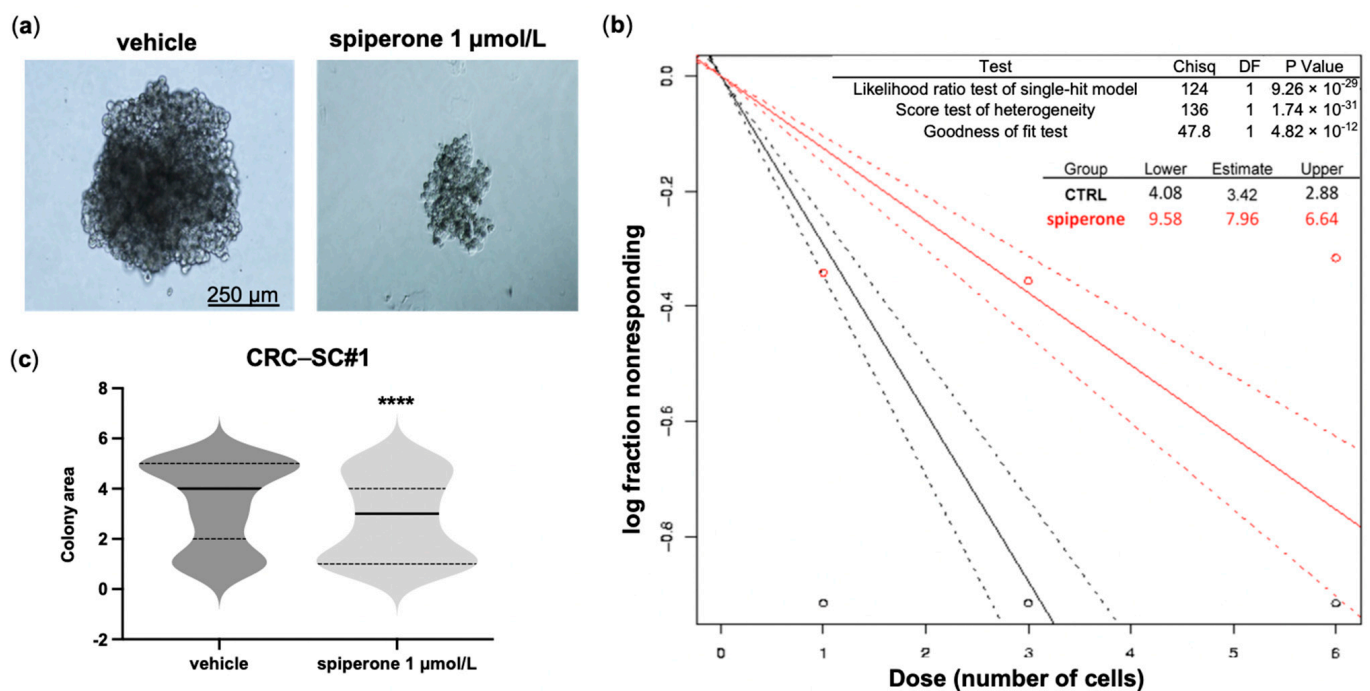 (a)
vehicle
spiperone 1 µmol/L
250 µm
(b)
Test Chisq DF P Value
Likelihood ratio test of single-hit model 124 1 9.26 × 10-29
Score test of heterogeneity 136 1 1.74 × 10-31
Goodness of fit test 47.8 1 4.82 × 10-12
Group Lower Estimate Upper
CTRL 4.08 3.42 2.88
spiperone 9.58 7.96 6.64
log fraction nonresponding
0.0
-0.2
-0.4
-0.6
-0.8
0 1 2 3 4 5 6
Dose (number of cells)
(c)
CRC–SC#1
Colony area
8
6
4
2
0
-2
****
vehicle
spiperone 1 µmol/L